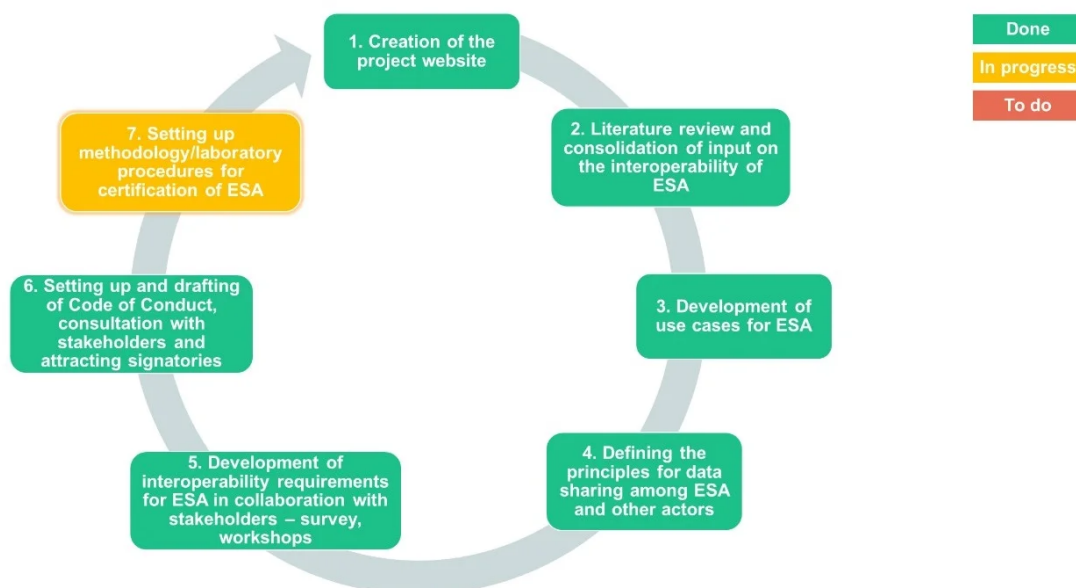 1. Creation of the
project website
2. Literature review and
consolidation of input on
the interoperability of
ESA
3. Development of
use cases for ESA
4. Defining the
principles for data
sharing among ESA
and other actors
5. Development of
interoperability requirements
for ESA in collaboration with
stakeholders – survey,
workshops
6. Setting up and drafting
of Code of Conduct,
consultation with
stakeholders and
attracting signatories
7. Setting up
methodology/laboratory
procedures for
certification of ESA
Done
In progress
To do